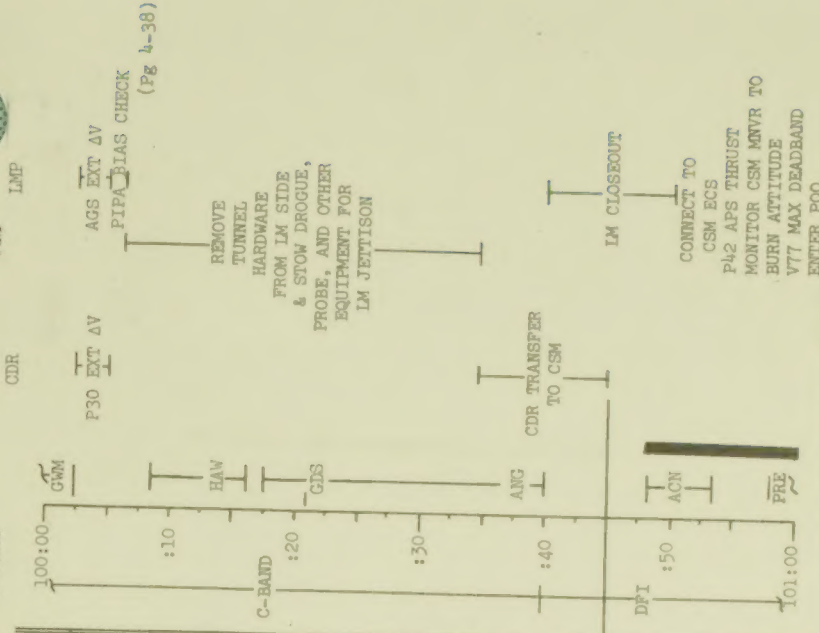 CDR
LMP
100:00
GWM
P30 EXT ΔV
AGS EXT ΔV
PIPA BIAS CHECK
(Pg 4-38)
:10
HAW
REMOVE
TUNNEL
HARDWARE
FROM LM SIDE
& STOW DROGUE,
PROBE, AND OTHER
EQUIPMENT FOR
LM JETTISON
C-BAND
:20
GDS
:30
ANG
CDR TRANSFER
TO CSM
:40
LM CLOSEOUT
DFI
:50
ACN
CONNECT TO
CSM ECS
P42 APS THRUST
MONITOR CSM MNVR TO
BURN ATTITUDE
V77 MAX DEADBAND
ENTER POO
PRE
101:00